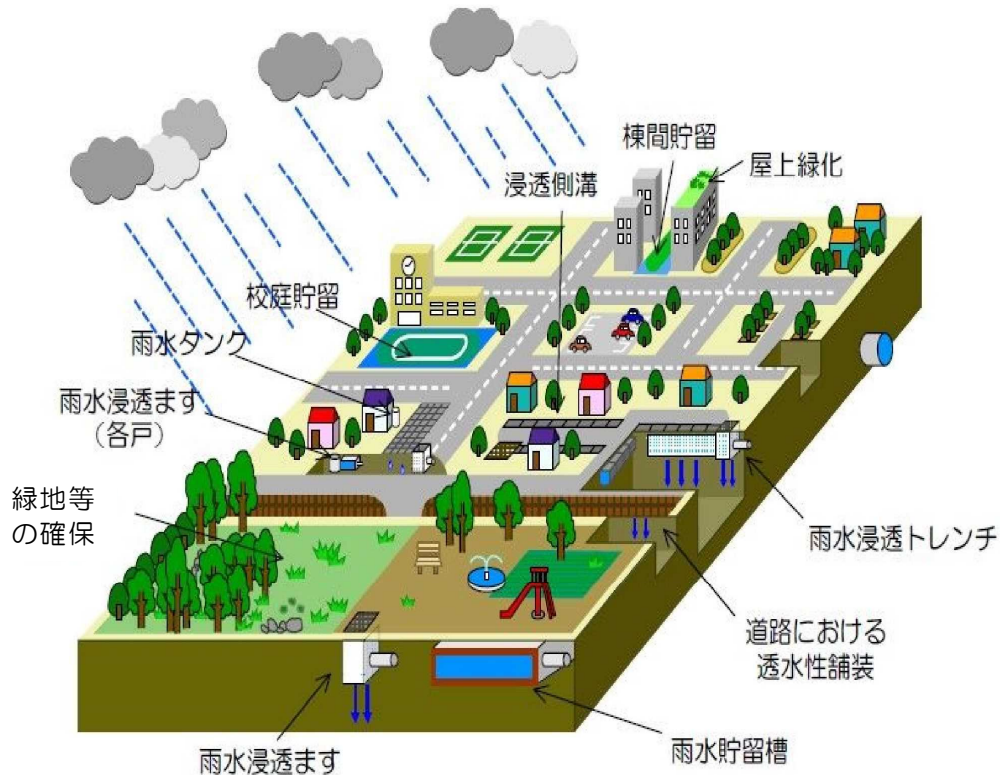 棟間貯留
屋上緑化
浸透側溝
校庭貯留
雨水タンク
雨水浸透ます
（各戸）
緑地等
の確保
雨水浸透トレンチ
道路における
透水性舗装
雨水浸透ます
雨水貯留槽